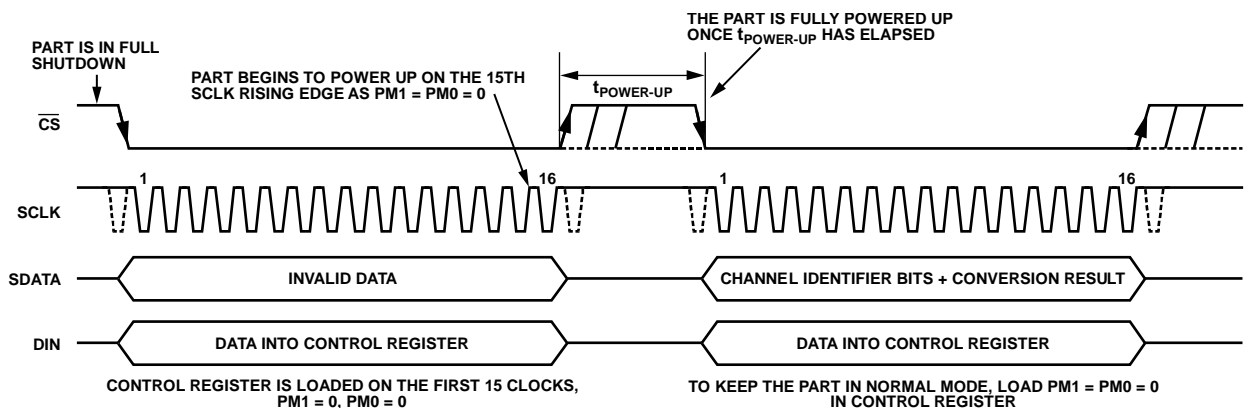 THE PART IS FULLY POWERED UP
ONCE tPOWER-UP HAS ELAPSED
PART IS IN FULL
SHUTDOWN
PART BEGINS TO POWER UP ON THE 15TH
SCLK RISING EDGE AS PM1 = PM0 = 0
tPOWER-UP
CS
1
16
1
16
SCLK
SDATA
INVALID DATA
CHANNEL IDENTIFIER BITS + CONVERSION RESULT
DIN
DATA INTO CONTROL REGISTER
DATA INTO CONTROL REGISTER
CONTROL REGISTER IS LOADED ON THE FIRST 15 CLOCKS,
PM1 = 0, PM0 = 0
TO KEEP THE PART IN NORMAL MODE, LOAD PM1 = PM0 = 0
IN CONTROL REGISTER